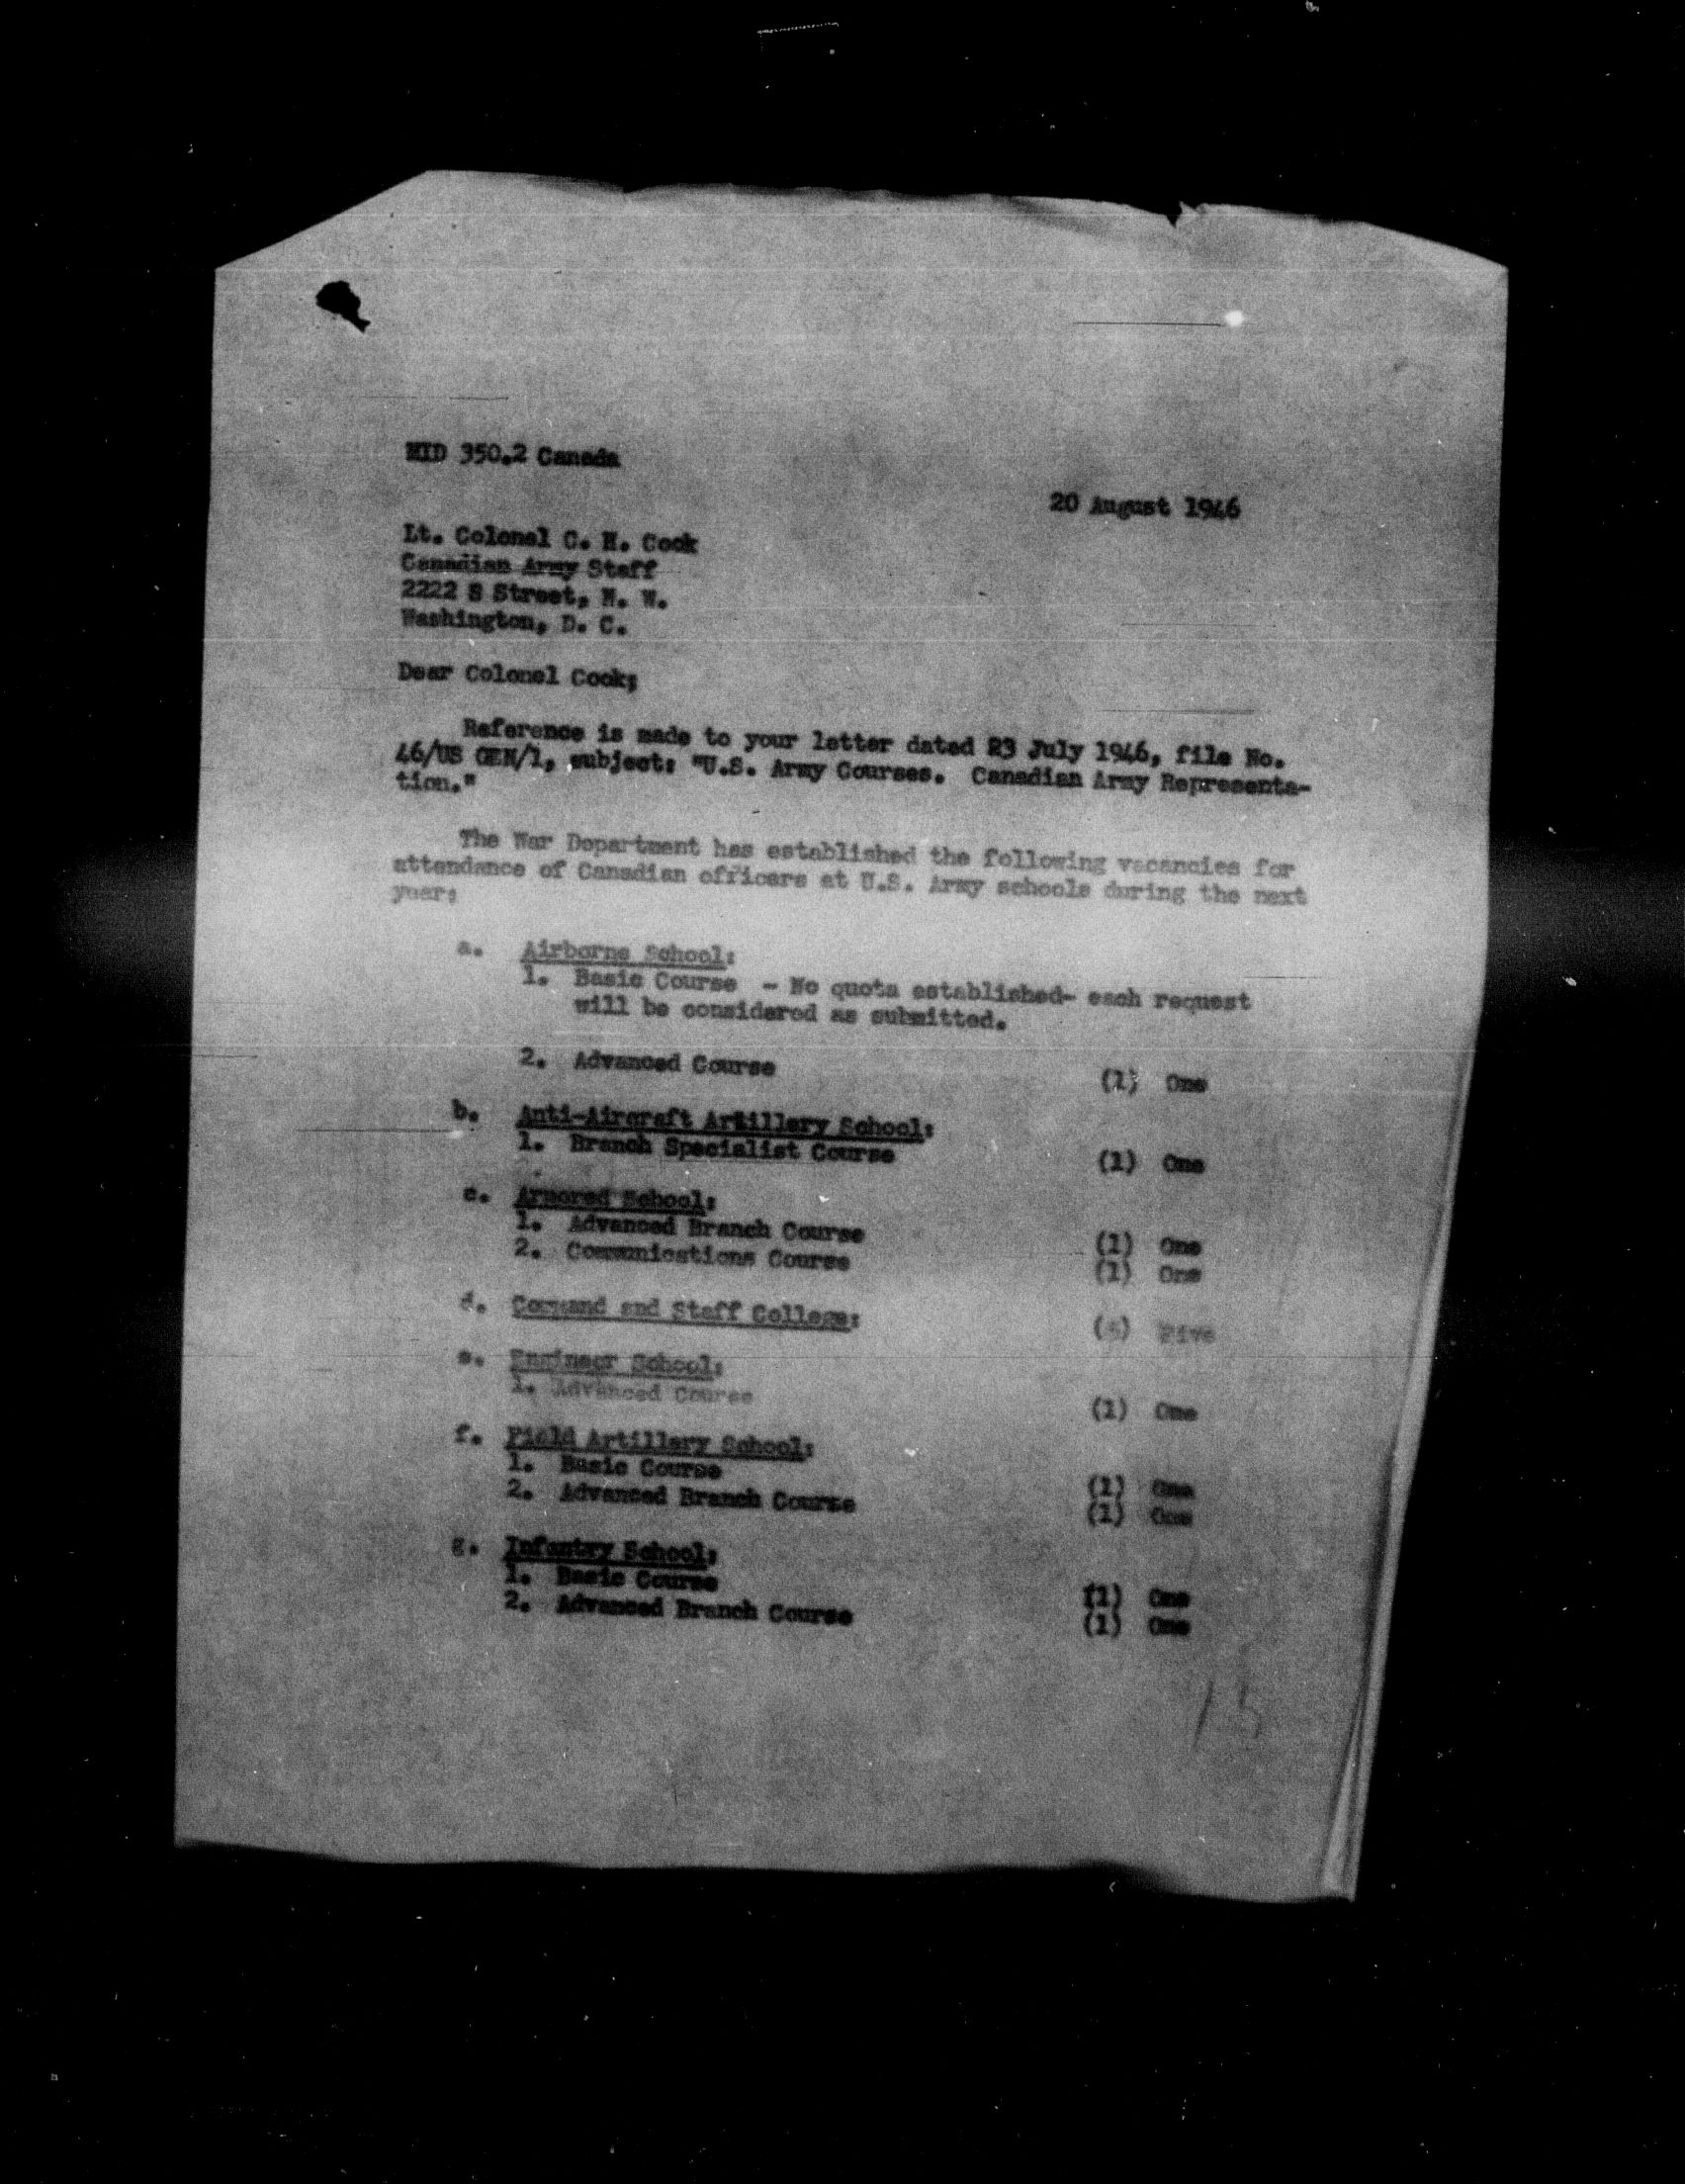 MID 350.2 Canada
20 August 1946
Lt. Colonel C. H. Cook
Canadian Army Staff
2222 S Street, N. W.
Washington, D. C.
Dear Colonel Cook;
Reference is made to your letter dated 23 July 1946, file No.
46/US GEN/1, subject: "U.S. Army Courses. Canadian Army Representa-
tion."
The War Department has established the following vacancies for
attendance of Canadian officers at U.S. Army schools during the next
year:
a. Airborne School:
1. Basic Course - No quota established- each request
will be considered as submitted.
2. Advanced Course (1) One
b. Anti-Aircraft Artillery School:
1. Branch Specialist Course (1) One
c. Armored School:
1. Advanced Branch Course (1) One
2. Communications Course (1) One
d. Command and Staff College: Five
e. Engineer School:
1. Advanced Course (1) One
f. Field Artillery School:
1. Basic Course (1) One
2. Advanced Branch Course (1) One
g. Infantry School:
1. Basic Course (1) One
2. Advanced Branch Course (1) One
15